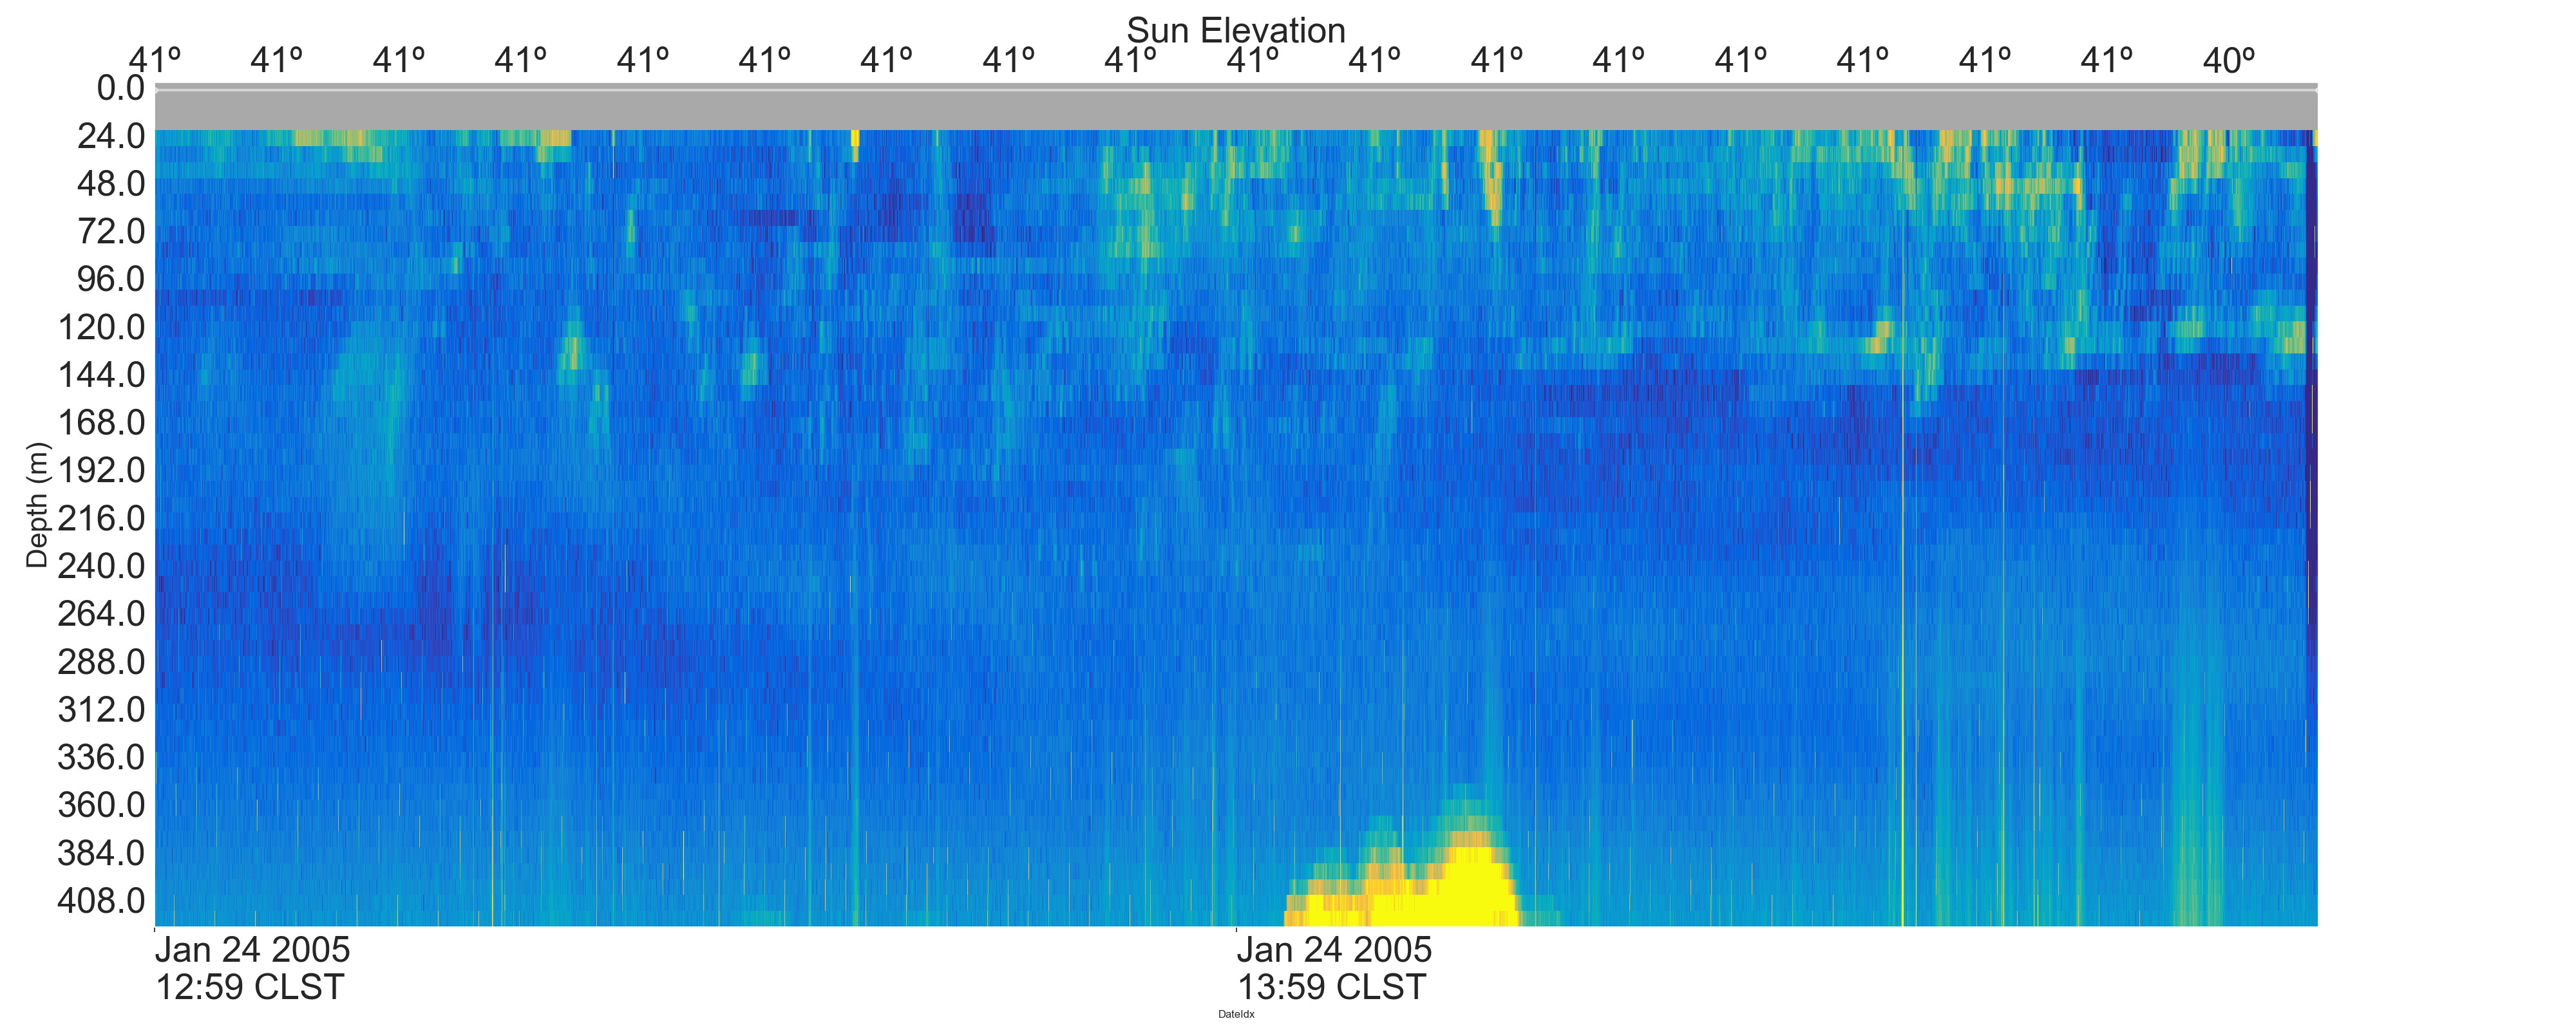 Sun Elevation
41º 41º 41º 41º 41º 41º 41º 41º 41º 41º 41º 41º 41º 41º 41º 41º 41º 40º
0.0
24.0
48.0
72.0
96.0
120.0
144.0
168.0
192.0
216.0
240.0
264.0
288.0
312.0
336.0
360.0
384.0
408.0
Depth (m)
Jan 24 2005
12:59 CLST
Jan 24 2005
13:59 CLST
DateIdx